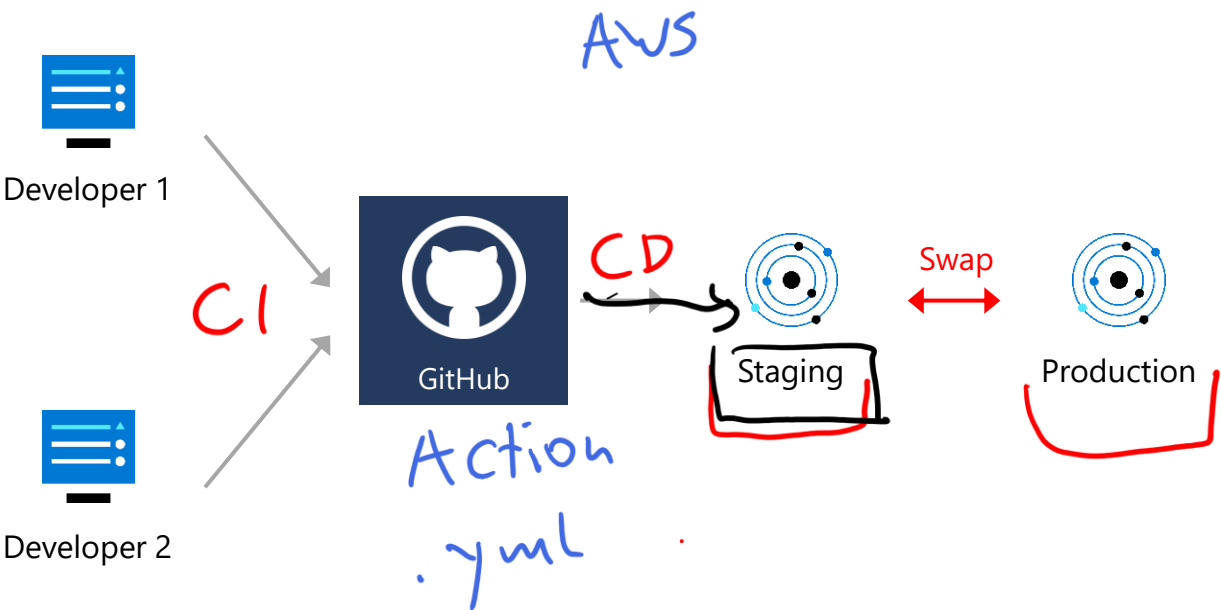 AWS
Developer 1
CI
GitHub
CD
Swap
Staging
Production
Action
.yml
Developer 2